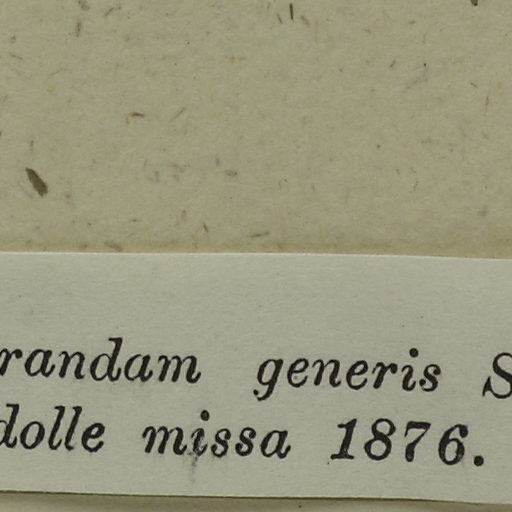 randam generis S
dolle missa 1876.